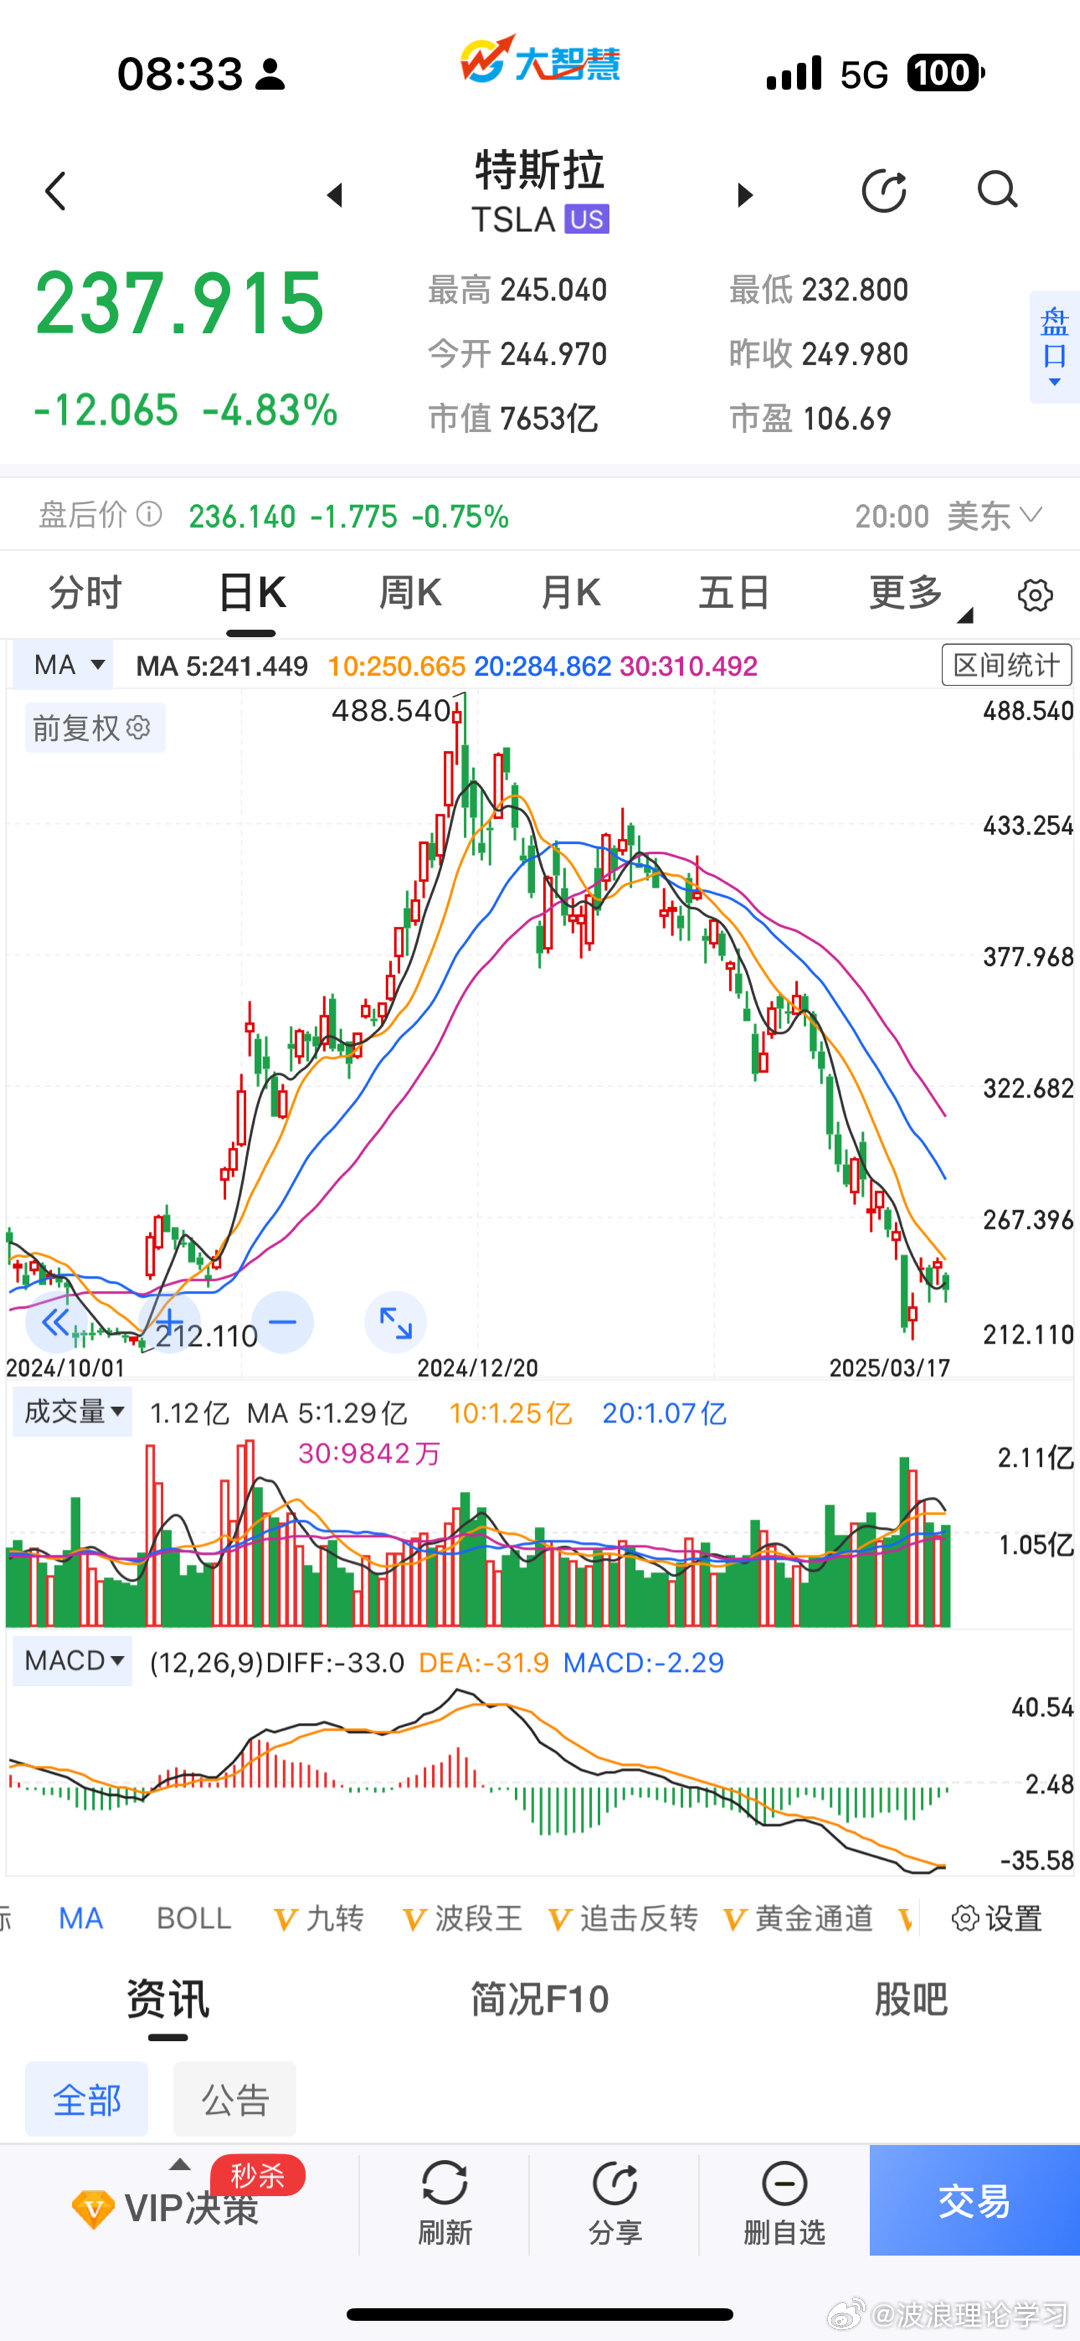 08:33 大智慧 5G 100
特斯拉
TSLA US
237.915 最高 245.040 最低 232.800
今开 244.970 昨收 249.980
-12.065 -4.83% 市值 7653亿 市盈 106.69
盘口
盘后价 236.140 -1.775 -0.75% 20:00 美东
分时 日K 周K 月K 五日 更多
MA MA 5:241.449 10:250.665 20:284.862 30:310.492 区间统计
前复权 488.540 488.540
433.254
377.968
322.682
267.396
212.110 212.110
2024/10/01 2024/12/20 2025/03/17
成交量 1.12亿 MA 5:1.29亿 10:1.25亿 20:1.07亿
30:9842万 2.11亿
1.05亿
MACD (12,26,9)DIFF:-33.0 DEA:-31.9 MACD:-2.29
40.54
2.48
-35.58
MA BOLL 九转 波段王 追击反转 黄金通道 设置
资讯 简况F10 股吧
全部 公告
秒杀
VIP决策 刷新 分享 删自选 交易
@波浪理论学习